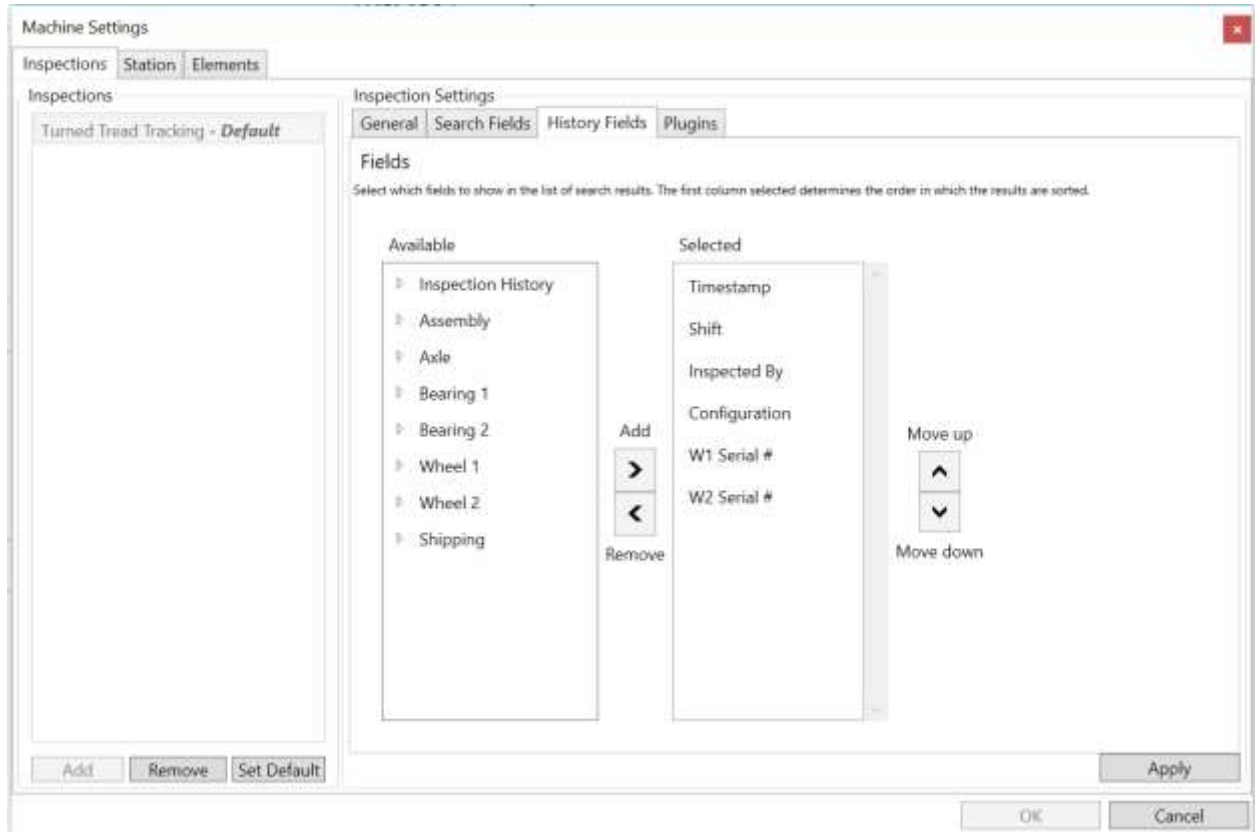 Machine Settings
Inspections Station Elements
Inspections
Turned Tread Tracking - Default
Add Remove Set Default
Inspection Settings
General Search Fields History Fields Plugins
Fields
Select which fields to show in the list of search results. The first column selected determines the order in which the results are sorted.
Available
Inspection History
Assembly
Axle
Bearing 1
Bearing 2
Wheel 1
Wheel 2
Shipping
Add
Remove
Selected
Timestamp
Shift
Inspected By
Configuration
W1 Serial #
W2 Serial #
Move up
Move down
Apply
OK Cancel